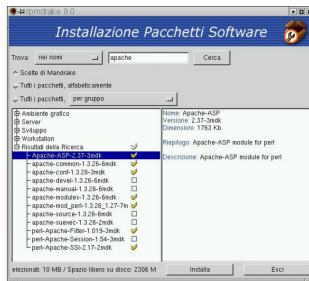 rpmdrake 9.0
Installazione Pacchetti Software
Trova: nei nomi apache Cerca
Scelte di Mandrake
Tutti i pacchetti, alfabeticamente
Tutti i pacchetti, per gruppo
Ambiente grafico
Server
Sviluppo
Workstation
Risultati della Ricerca
Apache-ASP-2.37-3mdk
apache-common-1.3.26-6mdk
apache-conf-1.3.26-3mdk
apache-devel-1.3.26-6mdk
apache-manual-1.3.26-6mdk
apache-modules-1.3.26-6mdk
apache-mod_perl-1.3.26_1.27-7m
apache-source-1.3.26-6mdk
apache-suexec-1.3.26-2mdk
perl-Apache-Filter-1.019-3mdk
perl-Apache-Session-1.54-3mdk
perl-Apache-SSI-2.17-2mdk
Nome: Apache-ASP
Versione: 2.37-3mdk
Dimensioni: 1763 Kb
Riepilogo: Apache-ASP module for perl
Descrizione: Apache-ASP module for perl
elezionati: 10 MB / Spazio libero su disco: 2306 M
Installa
Esci